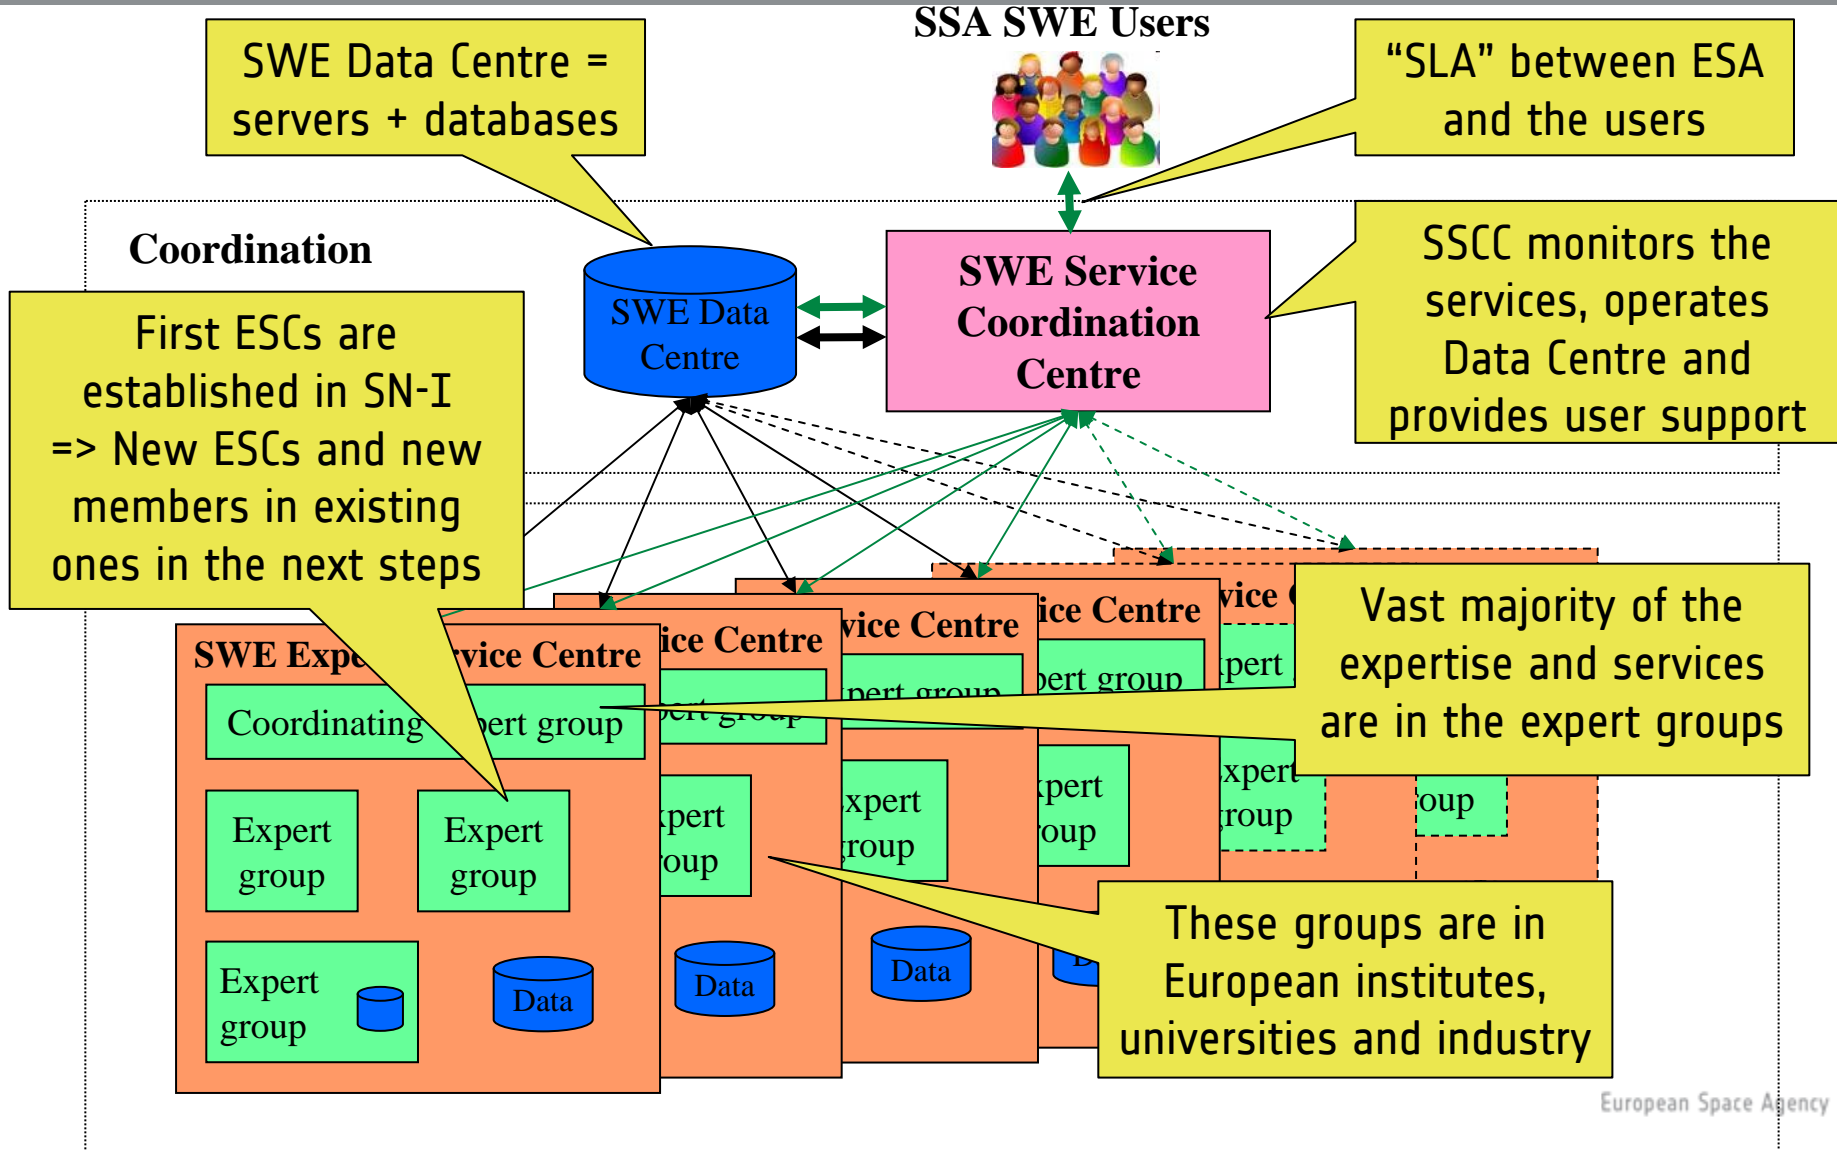 SSA SWE Users
SWE Data Centre =
servers + databases
“SLA” between ESA
and the users
Coordination
SWE Data
Centre
SWE Service
Coordination
Centre
SSCC monitors the
services, operates
Data Centre and
provides user support
First ESCs are
established in SN-I
=> New ESCs and new
members in existing
ones in the next steps
Vast majority of the
expertise and services
are in the expert groups
SWE Expe rvice Centre
ice Centre
vice Centre
ice Centre
vice
Coordinating pert group
pert group
pert group
pert group
xpert
Expert
group
Expert
group
xpert
oup
xpert
group
xpert
roup
xpert
roup
oup
Expert
group
Data
Data
Data
These groups are in
European institutes,
universities and industry
European Space Agency